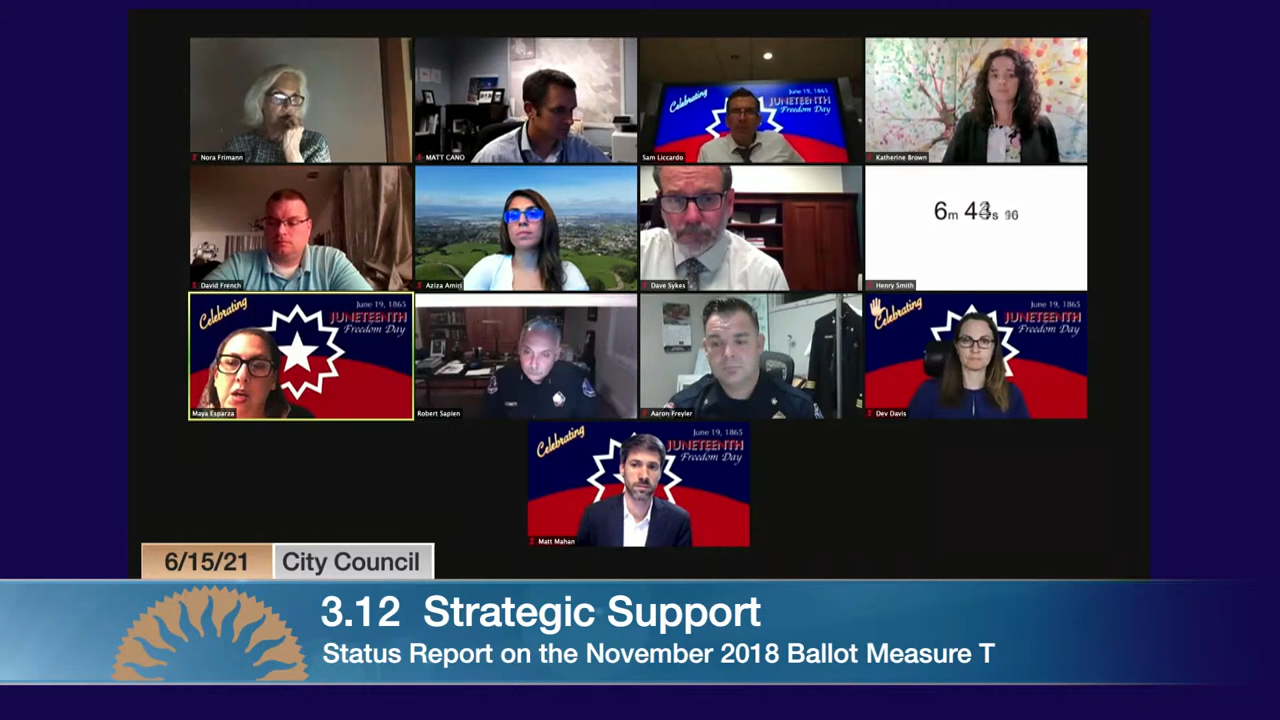 Celebrating
June 19, 1865
JUNETEENTH
Freedom Day
Nora Frimann
MATT CANO
Sam Liccardo
Katherine Brown
6m 43s 96
David French
Aziza Amiri
Dave Sykes
Henry Smith
Celebrating
June 19, 1865
JUNETEENTH
Freedom Day
Celebrating
June 19, 1865
JUNETEENTH
Freedom Day
Maya Esparza
Robert Sapien
Aaron Freyler
Dev Davis
Celebrating
June 19, 1865
JUNETEENTH
Freedom Day
Matt Mahan
6/15/21
City Council
3.12 Strategic Support
Status Report on the November 2018 Ballot Measure T